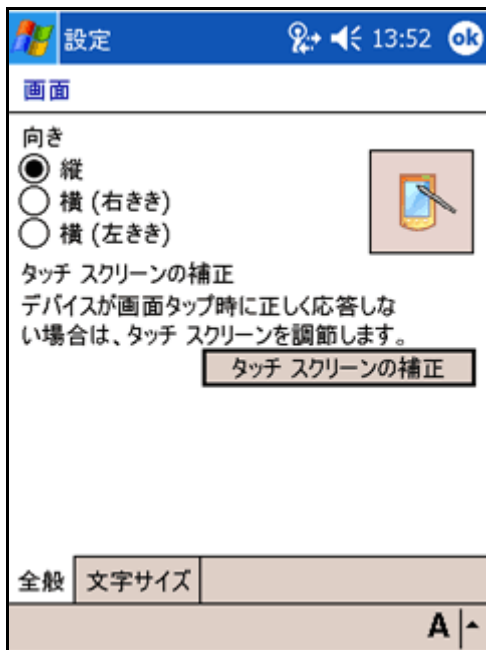 設定 13:52 ok
画面
向き
縦
横 (右きき)
横 (左きき)
タッチ スクリーンの補正
デバイスが画面タップ時に正しく応答しな
い場合は、タッチ スクリーンを調節します。
タッチ スクリーンの補正
全般 文字サイズ
A